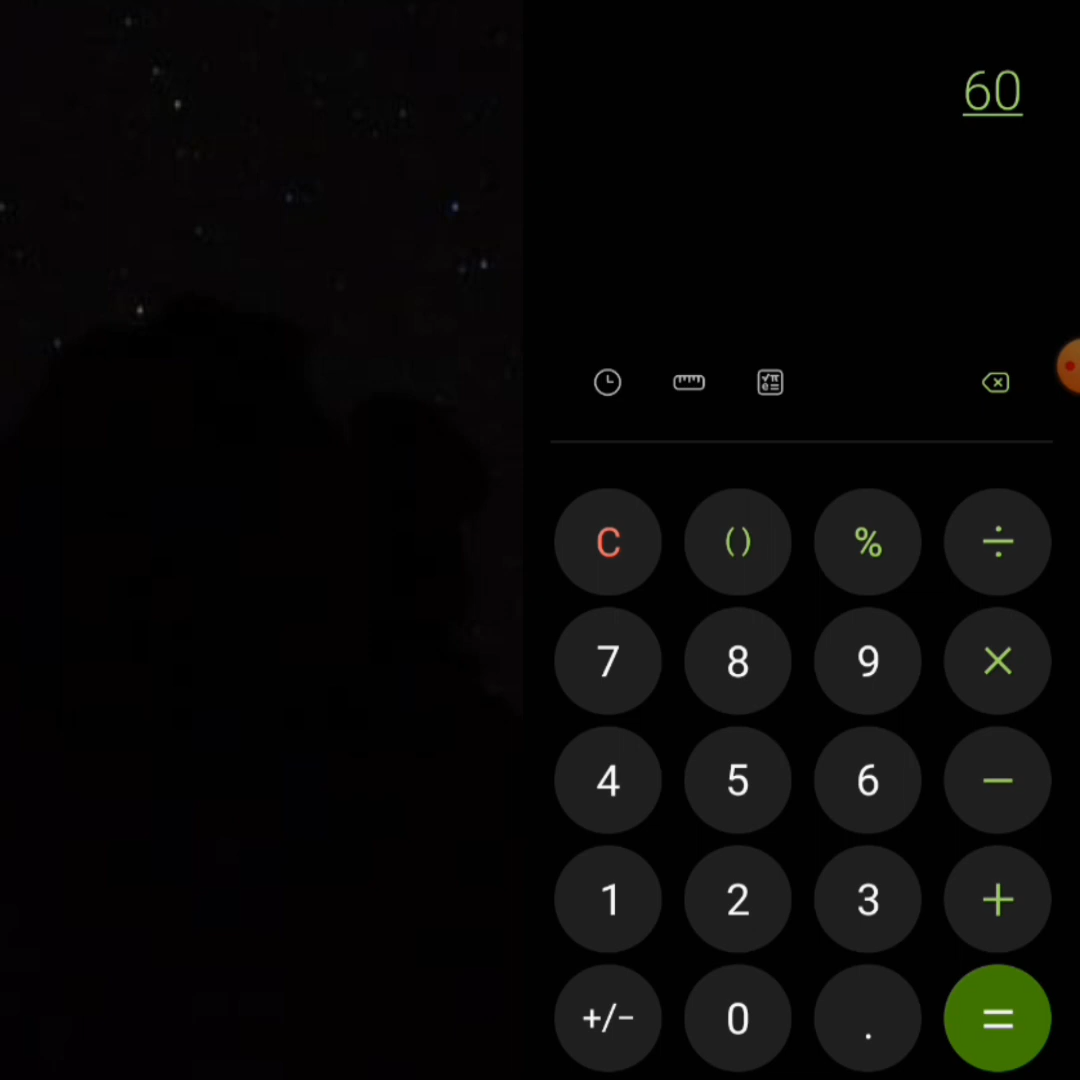 60
C () % ÷
7 8 9 ×
4 5 6 −
1 2 3 +
+/− 0 . =